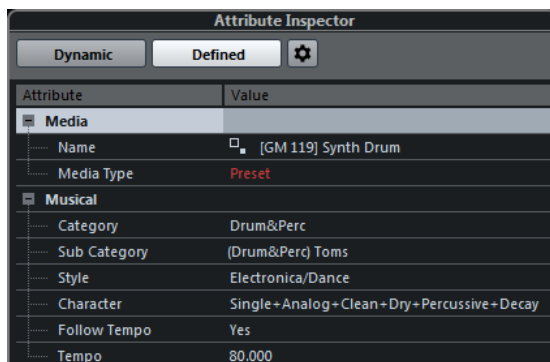 Attribute Inspector
Dynamic Defined
Attribute Value
Media
Name [GM 119] Synth Drum
Media Type Preset
Musical
Category Drum&Perc
Sub Category (Drum&Perc) Toms
Style Electronica/Dance
Character Single+Analog+Clean+Dry+Percussive+Decay
Follow Tempo Yes
Tempo 80.000